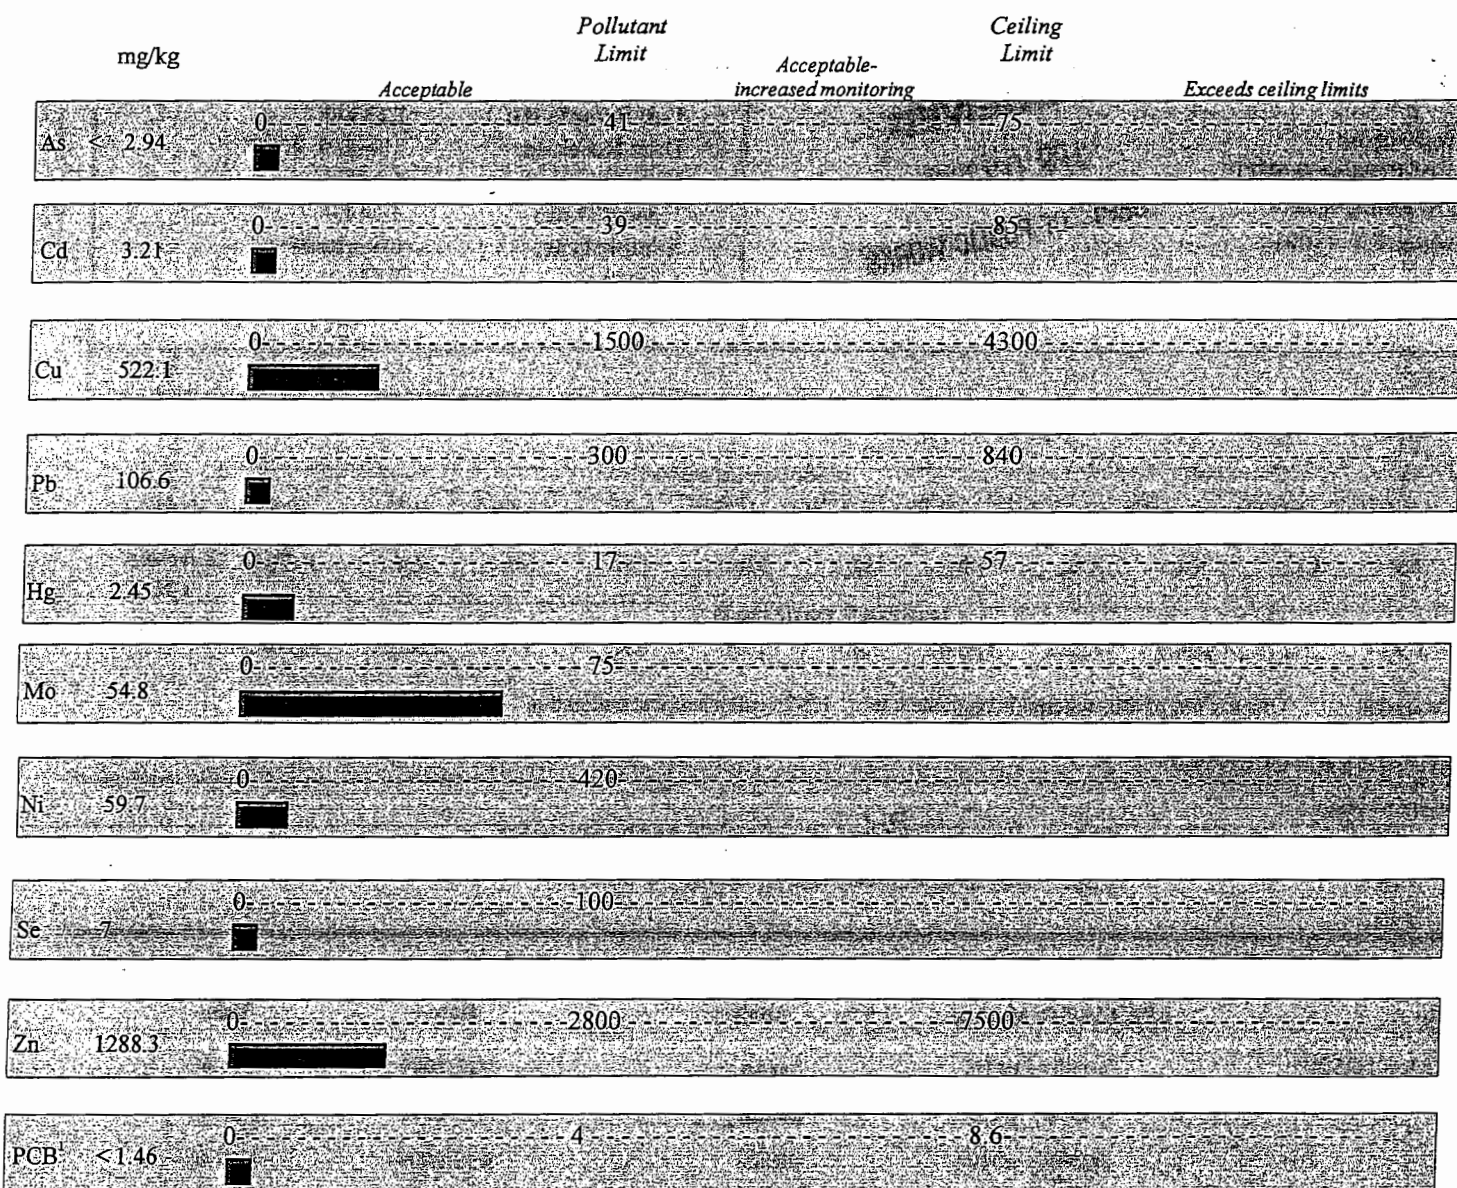 Pollutant Limit
Ceiling Limit
mg/kg
Acceptable
Acceptable-
increased monitoring
Exceeds ceiling limits
As < 2.94 0 41 75
Cd 3.21 0 39 85
Cu 522.1 0 1500 4300
Pb 106.6 0 300 840
Hg 2.45 0 17 57
Mo 54.8 0 75
Ni 59.7 0 420
Se 7 0 100
Zn 1288.3 0 2800 7500
PCB¹ < 1.46 0 4 8.6